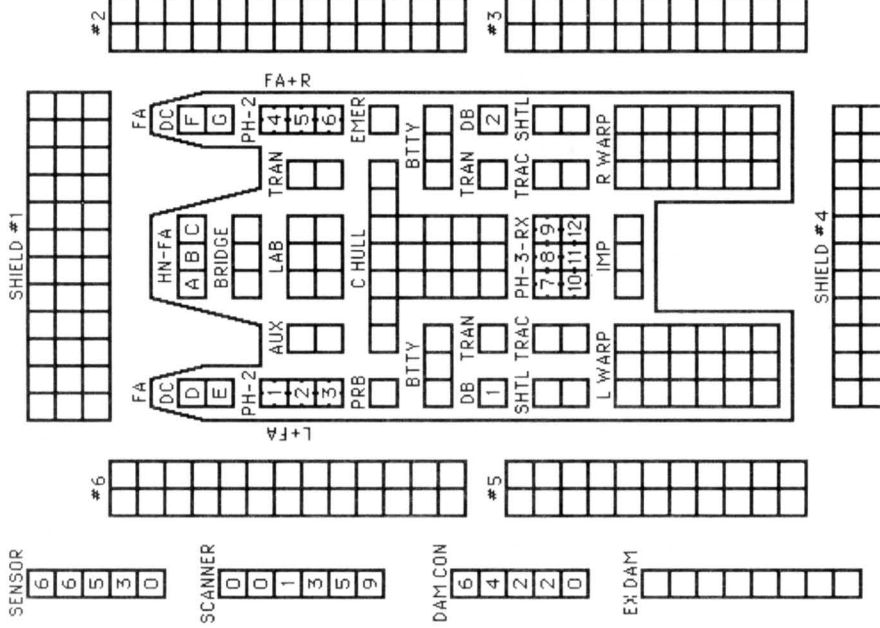 #2
#3
SHIELD #1
FA+R
FA
DC
F
G
PH-2
4
5
6
EMER
BTTY
DB
2
SHTL
TRAN
TRAN
TRAC
R WARP
HN-FA
A B C
BRIDGE
LAB
C HULL
PH-3-RX
7 8 9
10 11 12
IMP
SHIELD #4
AUX
BTTY
TRAN
TRAC
L WARP
FA
DC
D
E
PH-2
1
2
3
PRB
DB
1
SHTL
L+FA
#6
#5
SENSOR
6
6
5
3
0
SCANNER
0
0
1
3
5
9
DAM CON
6
4
2
2
0
EX DAM